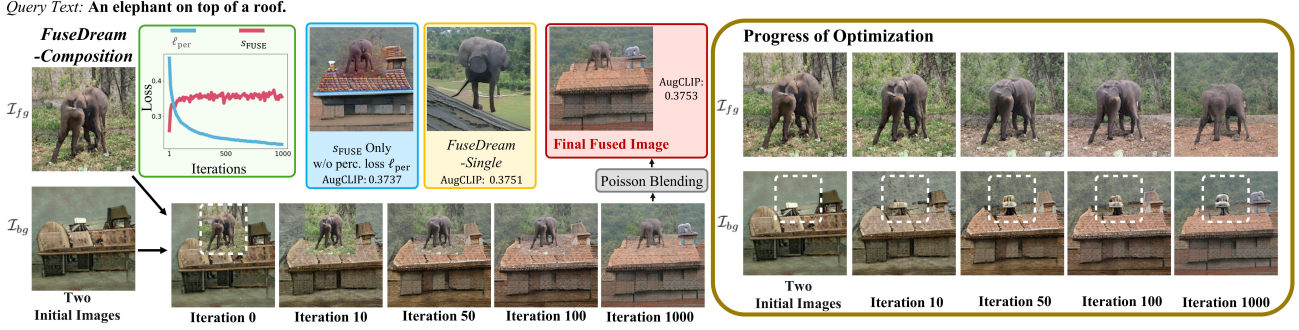 Query Text: An elephant on top of a roof.
FuseDream
-Composition
ℐfg
ℐbg
Two
Initial Images
ℓper
sFUSE
Loss
0.4
0.3
1
500
1000
Iterations
sFUSE Only
w/o perc. loss ℓper
AugCLIP: 0.3737
FuseDream
-Single
AugCLIP: 0.3751
AugCLIP:
0.3753
Final Fused Image
Poisson Blending
Iteration 0
Iteration 10
Iteration 50
Iteration 100
Iteration 1000
Progress of Optimization
ℐfg
ℐbg
Two
Initial Images
Iteration 10
Iteration 50
Iteration 100
Iteration 1000